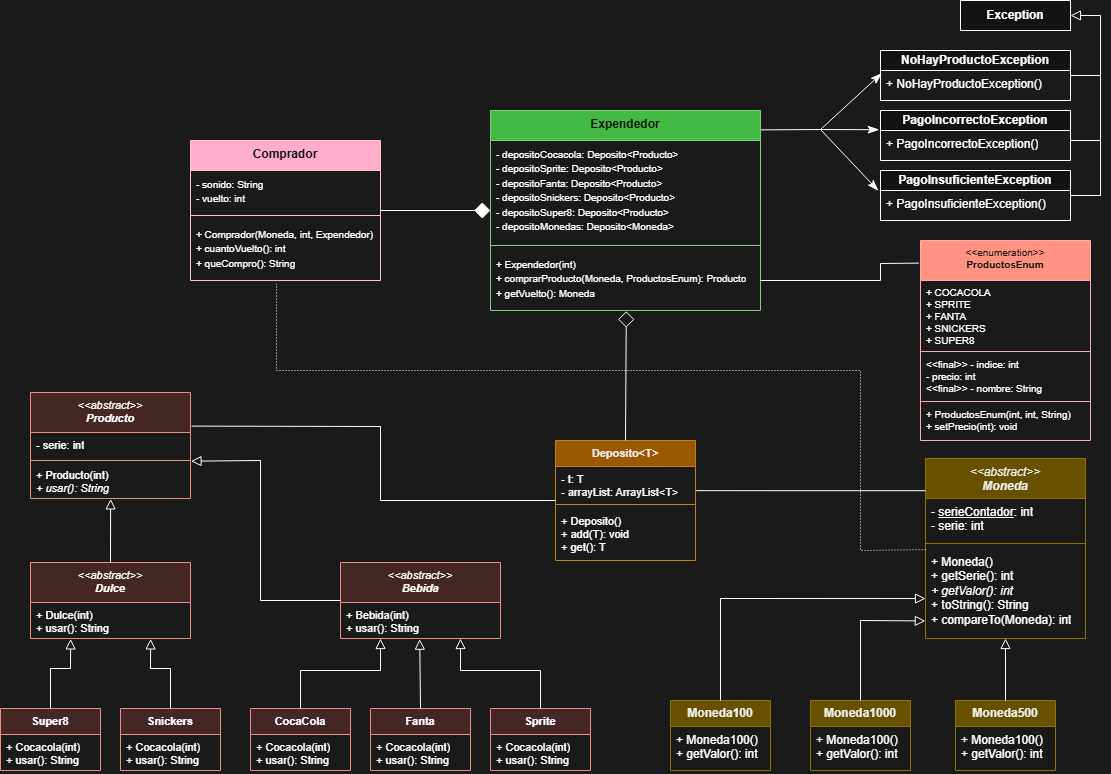 Exception
NoHayProductoException
+ NoHayProductoException()
PagoIncorrectoException
+ PagoIncorrectoException()
PagoInsuficienteException
+ PagoInsuficienteException()
Expendedor
- depositoCocacola: Deposito<Producto>
- depositoSprite: Deposito<Producto>
- depositoFanta: Deposito<Producto>
- depositoSnickers: Deposito<Producto>
- depositoSuper8: Deposito<Producto>
- depositoMonedas: Deposito<Moneda>
+ Expendedor(int)
+ comprarProducto(Moneda, ProductosEnum): Producto
+ getVuelto(): Moneda
Comprador
- sonido: String
- vuelto: int
+ Comprador(Moneda, int, Expendedor)
+ cuantoVuelto(): int
+ queCompro(): String
<<enumeration>>
ProductosEnum
+ COCACOLA
+ SPRITE
+ FANTA
+ SNICKERS
+ SUPER8
<<final>> - indice: int
- precio: int
<<final>> - nombre: String
+ ProductosEnum(int, int, String)
+ setPrecio(int): void
<<abstract>>
Producto
- serie: int
+ Producto(int)
+ usar(): String
Deposito<T>
- t: T
- arrayList: ArrayList<T>
+ Deposito()
+ add(T): void
+ get(): T
<<abstract>>
Moneda
- serieContador: int
- serie: int
+ Moneda()
+ getSerie(): int
+ getValor(): int
+ toString(): String
+ compareTo(Moneda): int
<<abstract>>
Dulce
+ Dulce(int)
+ usar(): String
<<abstract>>
Bebida
+ Bebida(int)
+ usar(): String
Super8
+ Cocacola(int)
+ usar(): String
Snickers
+ Cocacola(int)
+ usar(): String
CocaCola
+ Cocacola(int)
+ usar(): String
Fanta
+ Cocacola(int)
+ usar(): String
Sprite
+ Cocacola(int)
+ usar(): String
Moneda100
+ Moneda100()
+ getValor(): int
Moneda1000
+ Moneda100()
+ getValor(): int
Moneda500
+ Moneda100()
+ getValor(): int